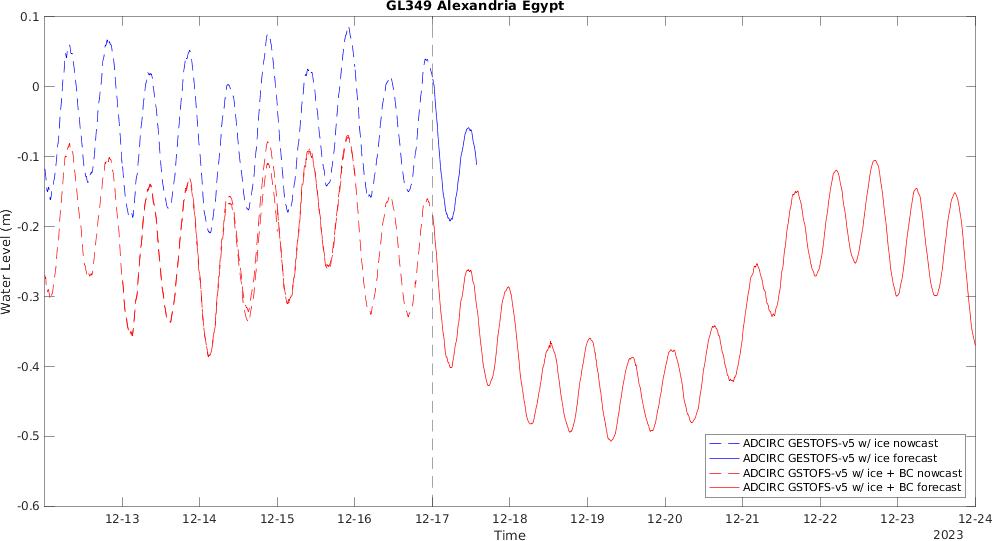 GL349 Alexandria Egypt
0.1
0
-0.1
-0.2
-0.3
-0.4
-0.5
-0.6
Water Level (m)
12-13 12-14 12-15 12-16 12-17 12-18 12-19 12-20 12-21 12-22 12-23 12-24
Time
2023
ADCIRC GESTOFS-v5 w/ ice nowcast
ADCIRC GESTOFS-v5 w/ ice forecast
ADCIRC GSTOFS-v5 w/ ice + BC nowcast
ADCIRC GSTOFS-v5 w/ ice + BC forecast